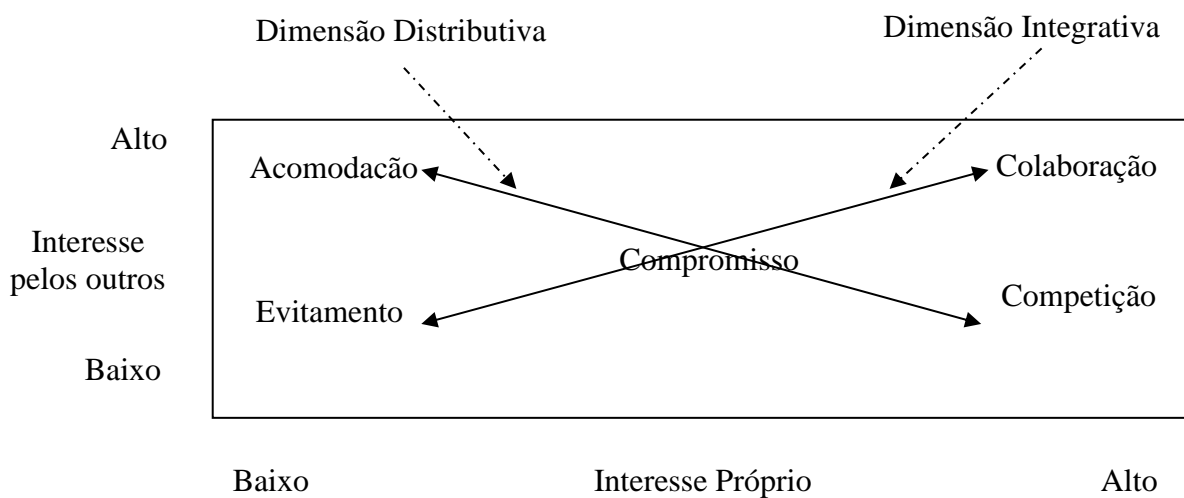 Dimensão Distributiva
Dimensão Integrativa
Alto
Acomodacão
Colaboração
Interesse
pelos outros
Compromisso
Evitamento
Competição
Baixo
Baixo
Interesse Próprio
Alto